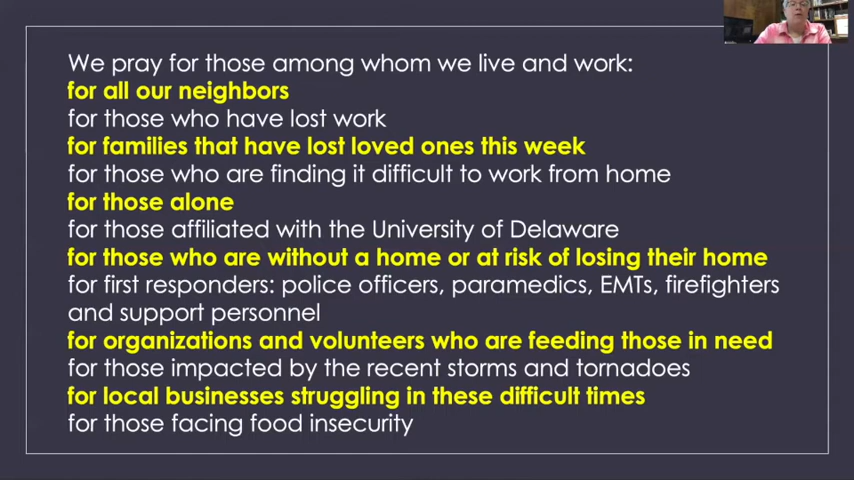 We pray for those among whom we live and work:
for all our neighbors
for those who have lost work
for families that have lost loved ones this week
for those who are finding it difficult to work from home
for those alone
for those affiliated with the University of Delaware
for those who are without a home or at risk of losing their home
for first responders: police officers, paramedics, EMTs, firefighters
and support personnel
for organizations and volunteers who are feeding those in need
for those impacted by the recent storms and tornadoes
for local businesses struggling in these difficult times
for those facing food insecurity